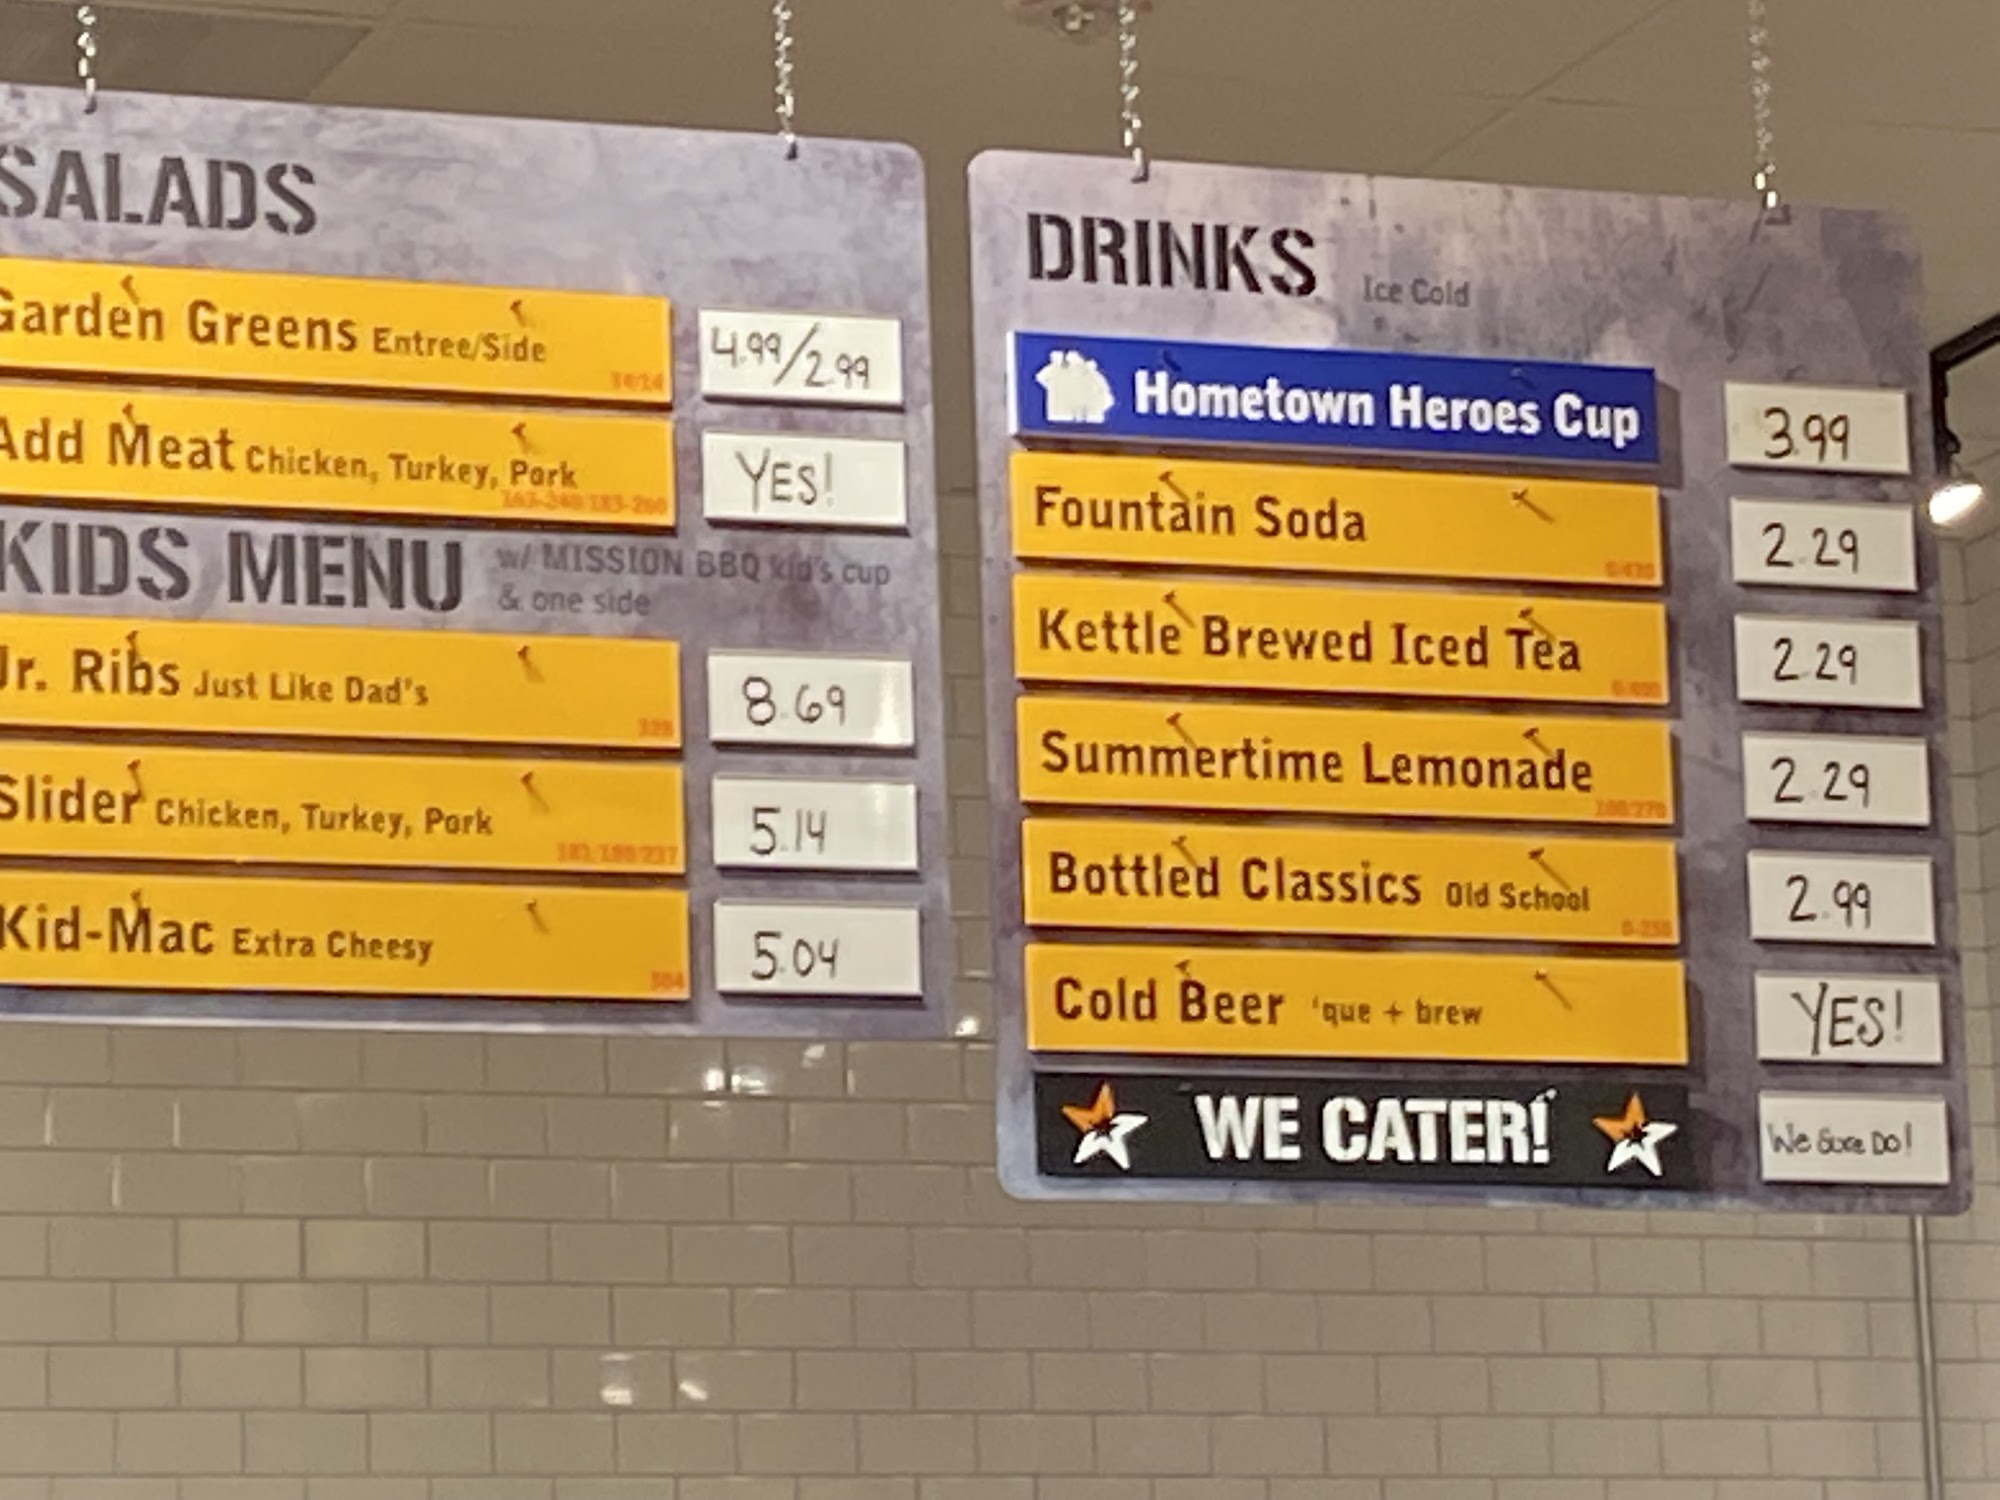 SALADS
Garden Greens Entree/Side
4.99/2.99
Add Meat Chicken, Turkey, Pork
YES!
KIDS MENU w/ MISSION BBQ kid's cup
& one side
Jr. Ribs Just Like Dad's
8.69
Slider Chicken, Turkey, Pork
5.14
Kid-Mac Extra Cheesy
5.04
DRINKS Ice Cold
Hometown Heroes Cup
3.99
Fountain Soda
2.29
Kettle Brewed Iced Tea
2.29
Summertime Lemonade
2.29
Bottled Classics Old School
2.99
Cold Beer 'que + brew
YES!
WE CATER!
We Sure Do!